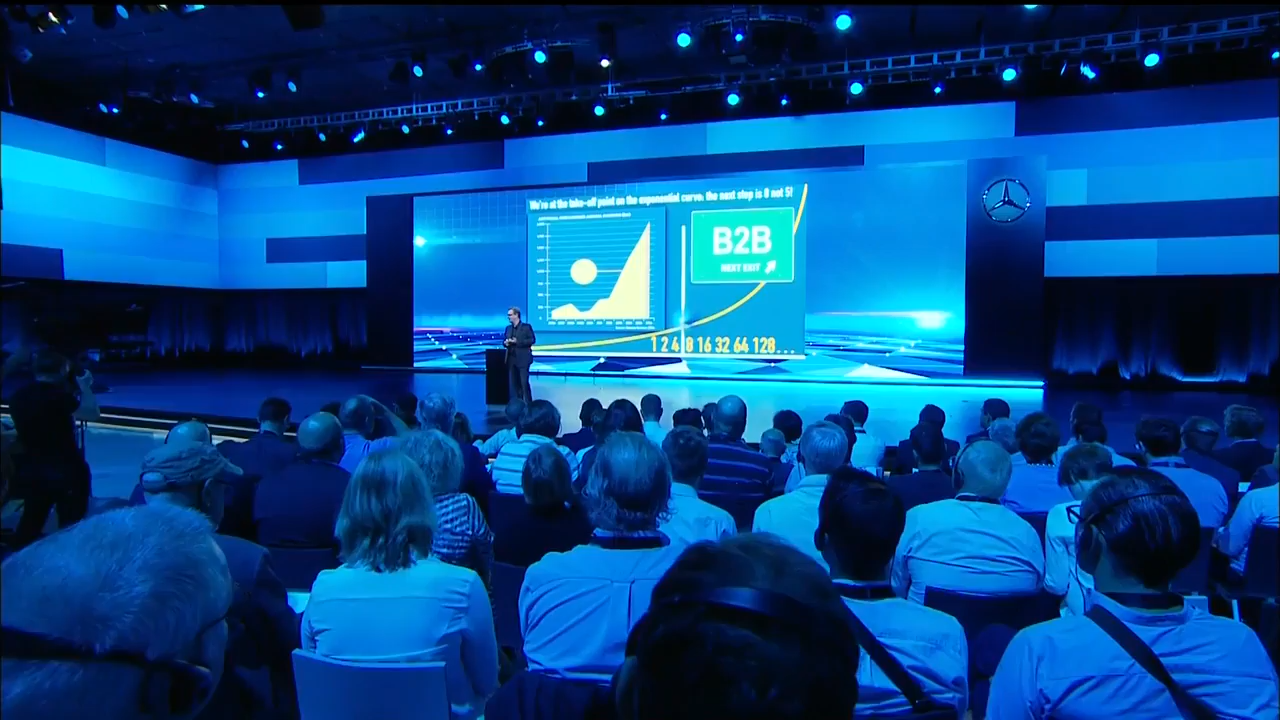 We're at the take-off point on the exponential curve: the next step is 8 not 5!
B2B
NEXT EXIT
1 2 4 8 16 32 64 128...